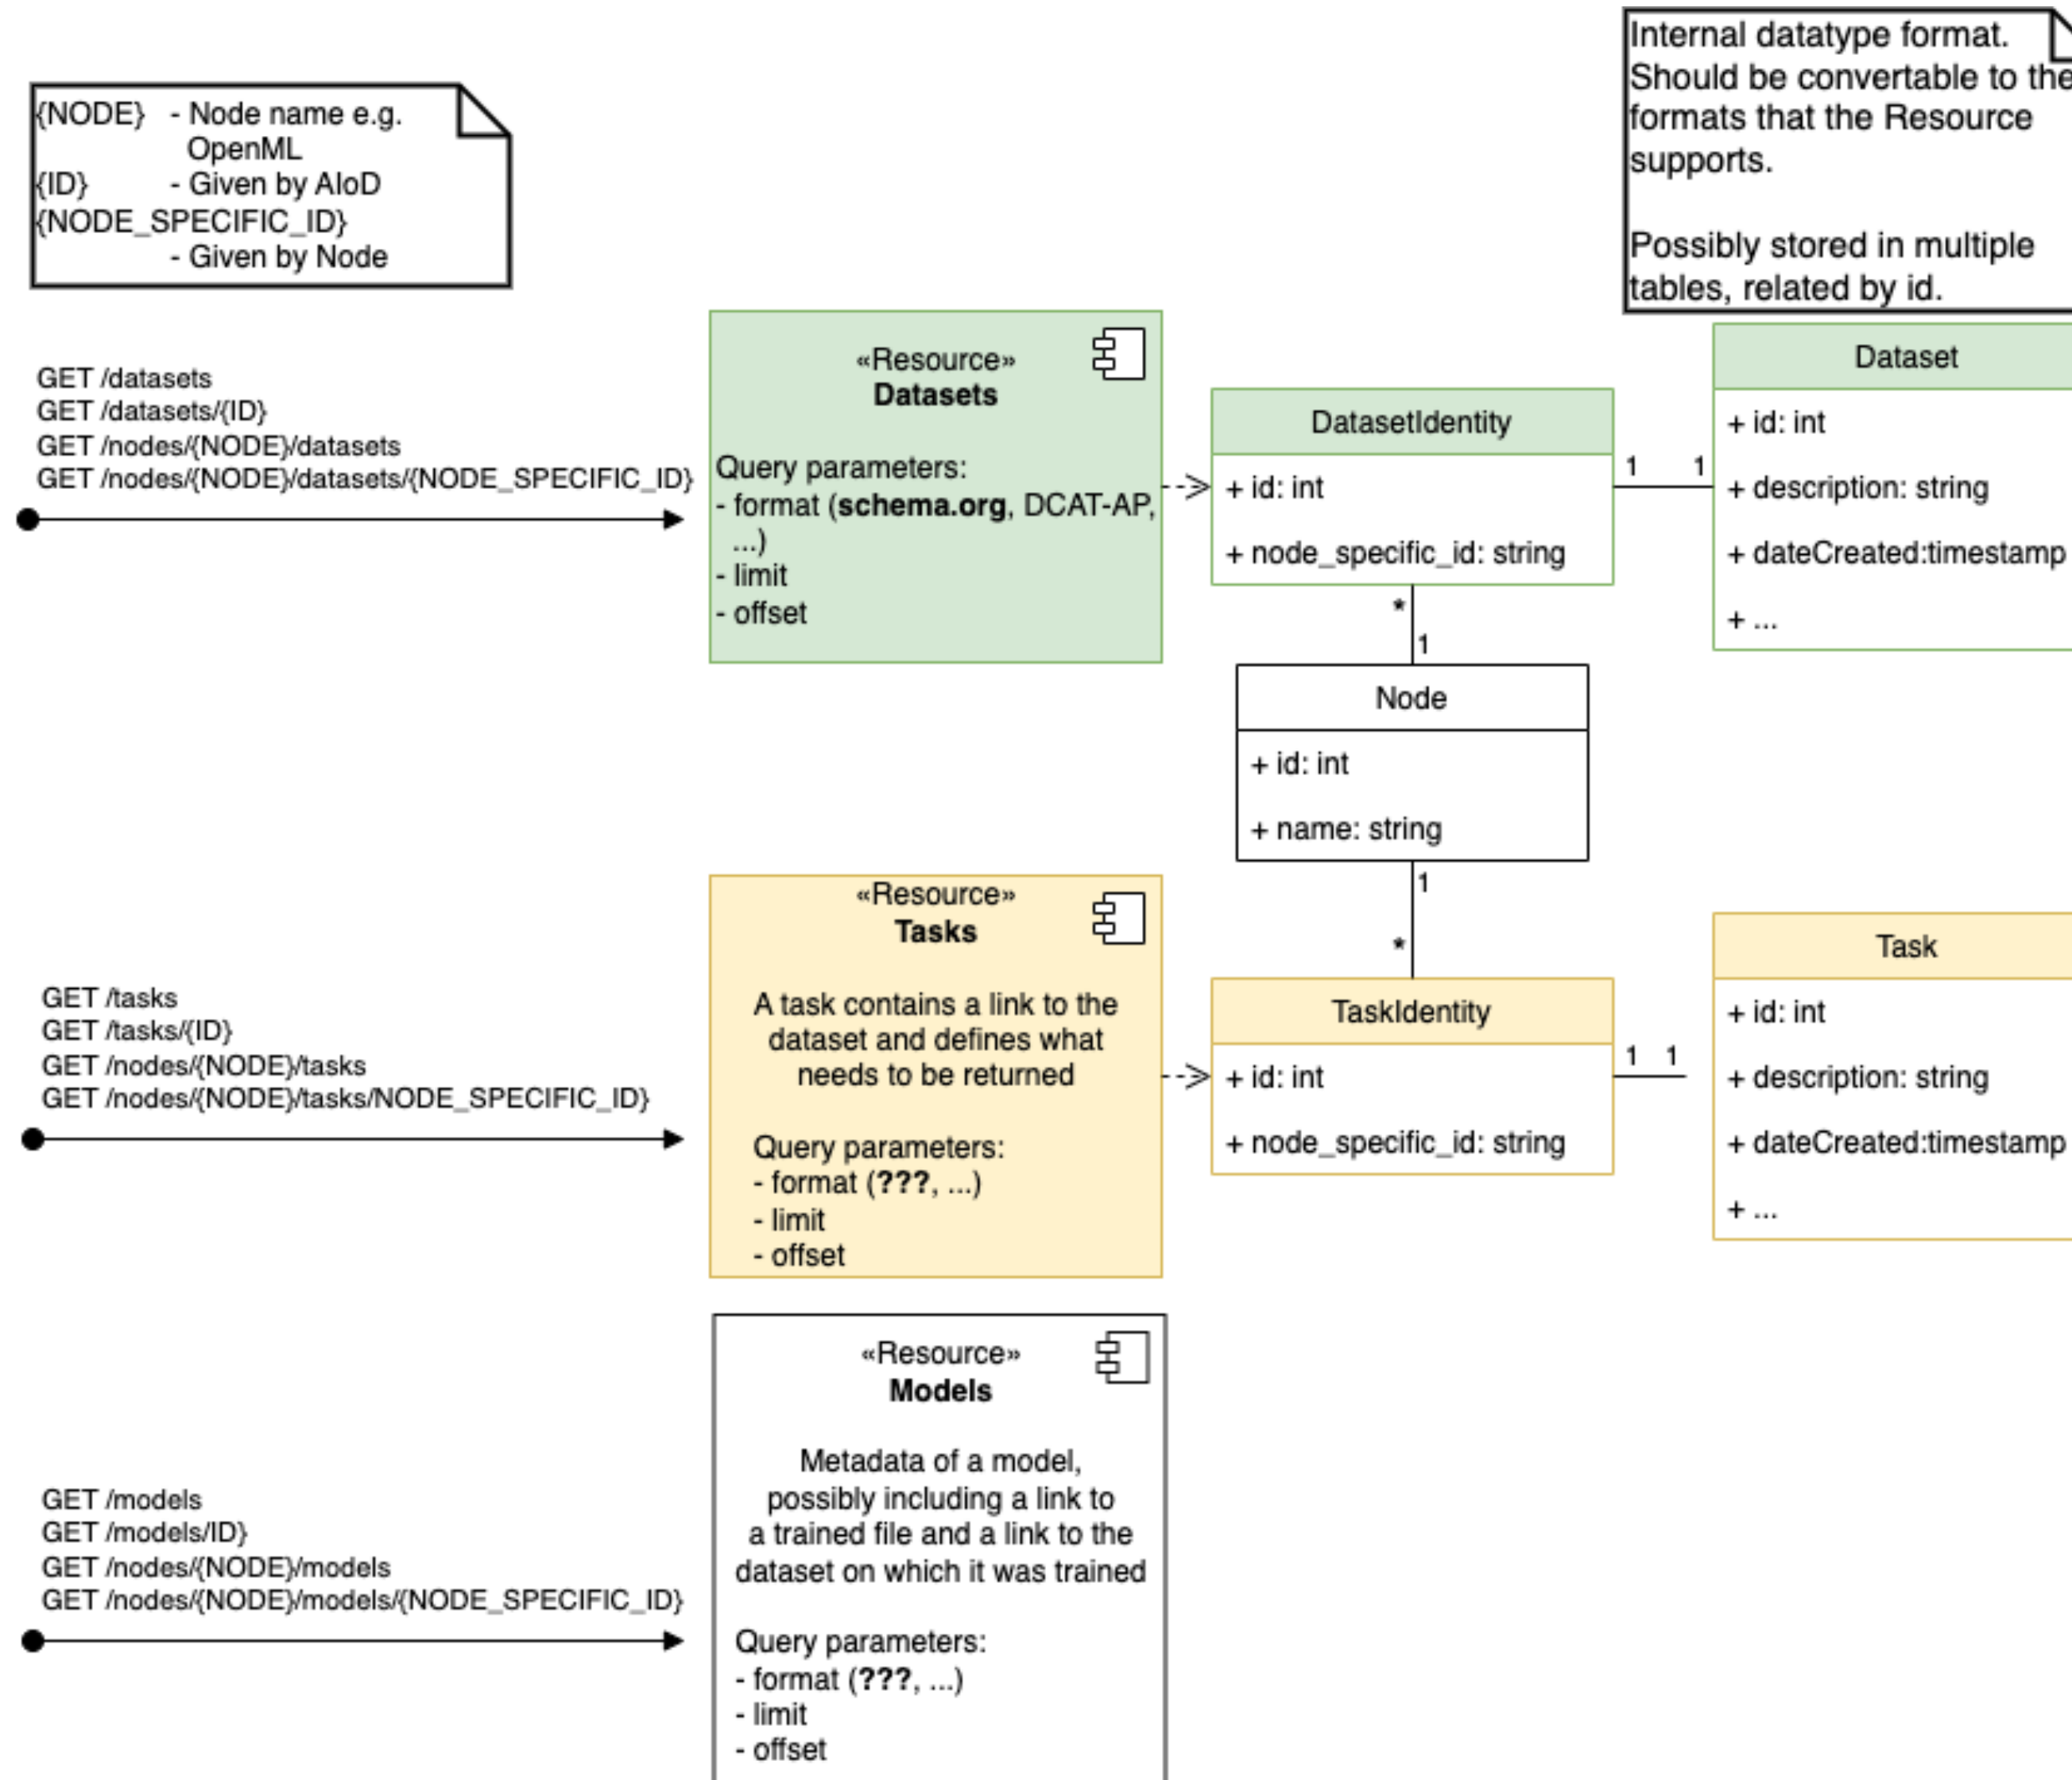 {NODE} - Node name e.g.
OpenML
{ID} - Given by AIoD
{NODE_SPECIFIC_ID}
- Given by Node
Internal datatype format.
Should be convertable to the
formats that the Resource
supports.
Possibly stored in multiple
tables, related by id.
GET /datasets
GET /datasets/{ID}
GET /nodes/{NODE}/datasets
GET /nodes/{NODE}/datasets/{NODE_SPECIFIC_ID}
«Resource»
Datasets
Query parameters:
- format (schema.org, DCAT-AP,
...)
- limit
- offset
DatasetIdentity
+ id: int
+ node_specific_id: string
1 1
Dataset
+ id: int
+ description: string
+ dateCreated:timestamp
+ ...
*
1
Node
+ id: int
+ name: string
1
*
GET /tasks
GET /tasks/{ID}
GET /nodes/{NODE}/tasks
GET /nodes/{NODE}/tasks/NODE_SPECIFIC_ID}
«Resource»
Tasks
A task contains a link to the
dataset and defines what
needs to be returned
Query parameters:
- format (???, ...)
- limit
- offset
TaskIdentity
+ id: int
+ node_specific_id: string
1 1
Task
+ id: int
+ description: string
+ dateCreated:timestamp
+ ...
GET /models
GET /models/ID}
GET /nodes/{NODE}/models
GET /nodes/{NODE}/models/{NODE_SPECIFIC_ID}
«Resource»
Models
Metadata of a model,
possibly including a link to
a trained file and a link to the
dataset on which it was trained
Query parameters:
- format (???, ...)
- limit
- offset